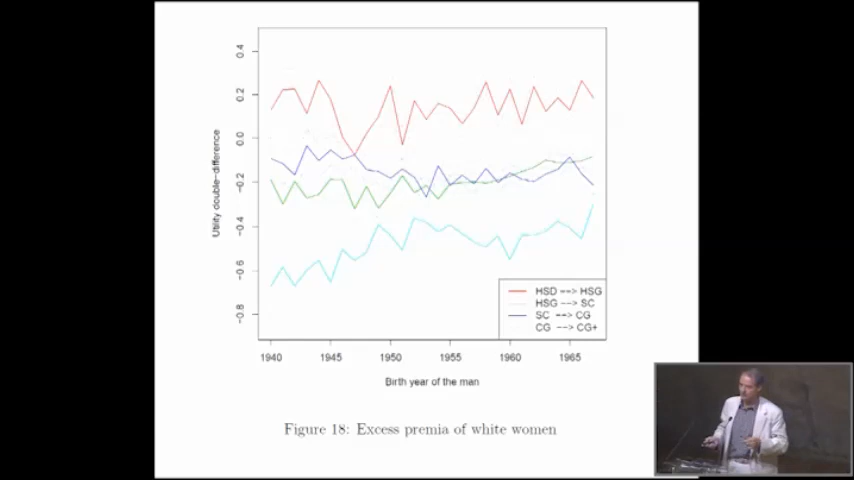 0.4
0.2
0.0
−0.2
−0.4
−0.6
−0.8
Utility double−difference
HSD −−> HSG
HSG −−> SC
SC −−> CG
CG −−> CG+
1940
1945
1950
1955
1960
1965
Birth year of the man
Figure 18: Excess premia of white women